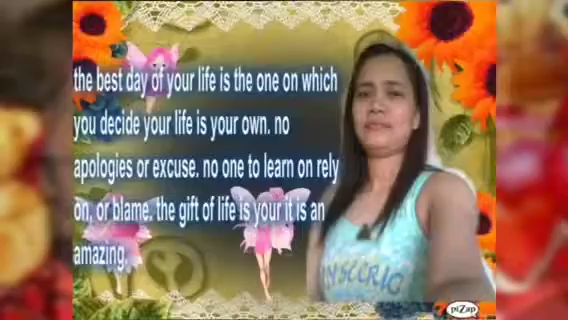 the best day of your life is the one on which
you decide your life is your own. no
apologies or excuse. no one to learn on rely
on, or blame. the gift of life is your it is an
amazing.
piZap